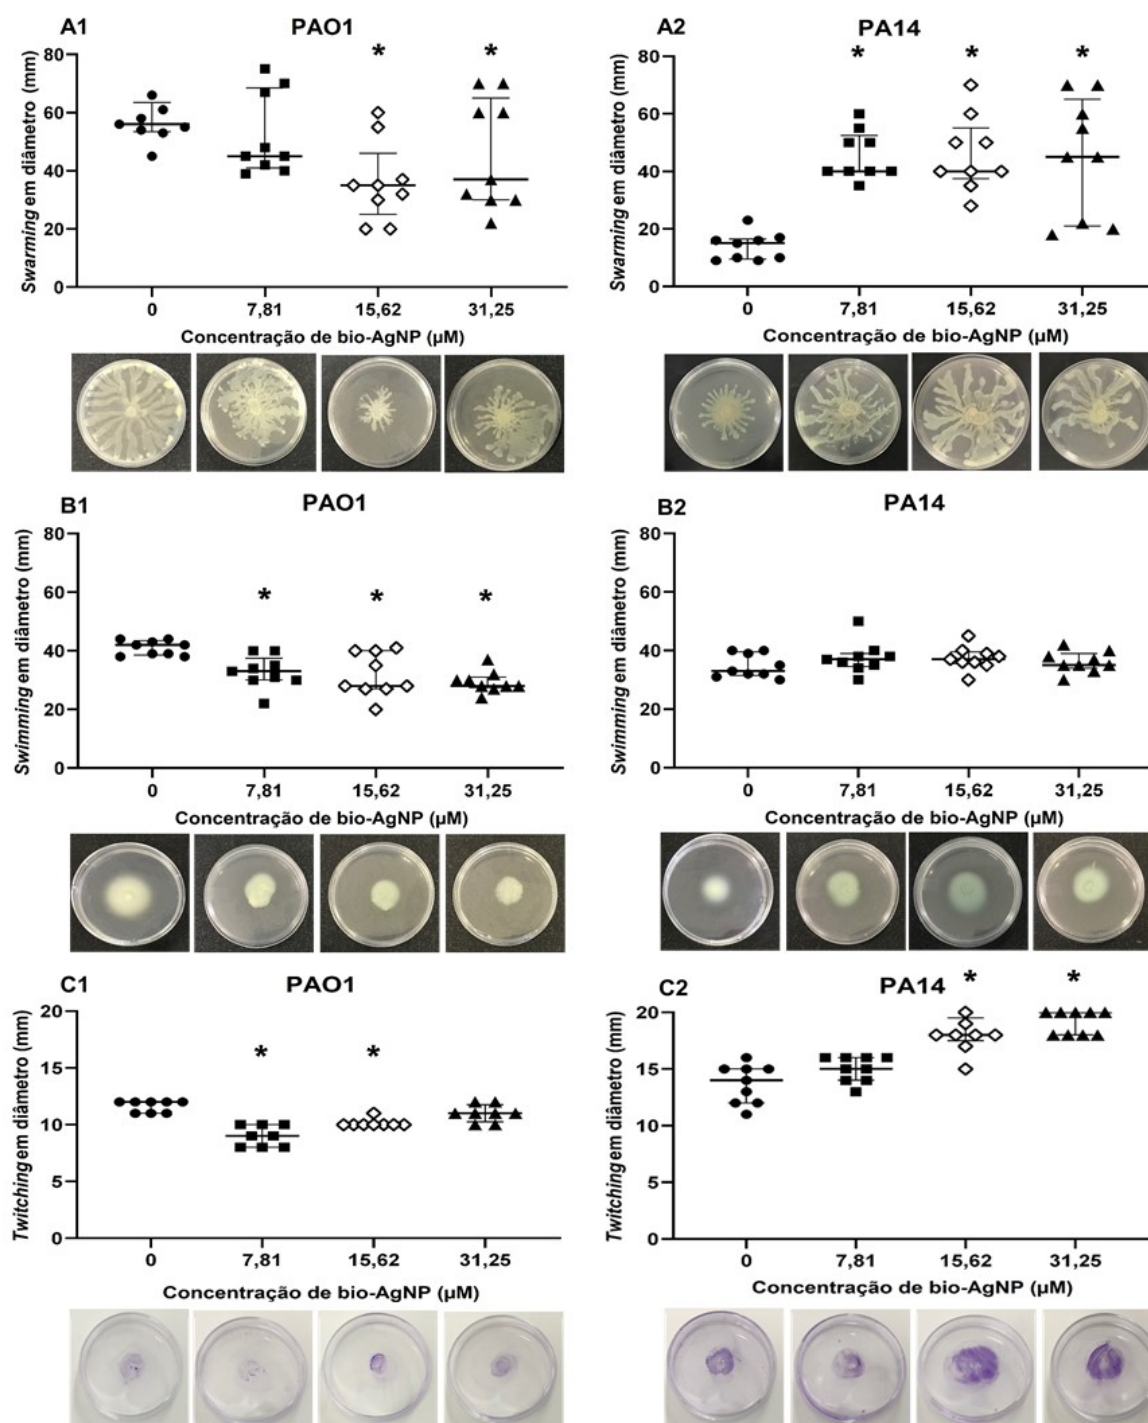 A1
PAO1
Swarming em diâmetro (mm)
80
60
40
20
0
* *
0 7,81 15,62 31,25
Concentração de bio-AgNP (µM)
A2
PA14
Swarming em diâmetro (mm)
80
60
40
20
0
* * *
0 7,81 15,62 31,25
Concentração de bio-AgNP (µM)
B1
PAO1
Swimming em diâmetro (mm)
80
60
40
20
0
* * *
0 7,81 15,62 31,25
Concentração de bio-AgNP (µM)
B2
PA14
Swimming em diâmetro (mm)
80
60
40
20
0
0 7,81 15,62 31,25
Concentração de bio-AgNP (µM)
C1
PAO1
Twitching em diâmetro (mm)
20
15
10
5
0
* *
0 7,81 15,62 31,25
Concentração de bio-AgNP (µM)
C2
PA14
Twitching em diâmetro (mm)
20
15
10
5
0
* *
0 7,81 15,62 31,25
Concentração de bio-AgNP (µM)